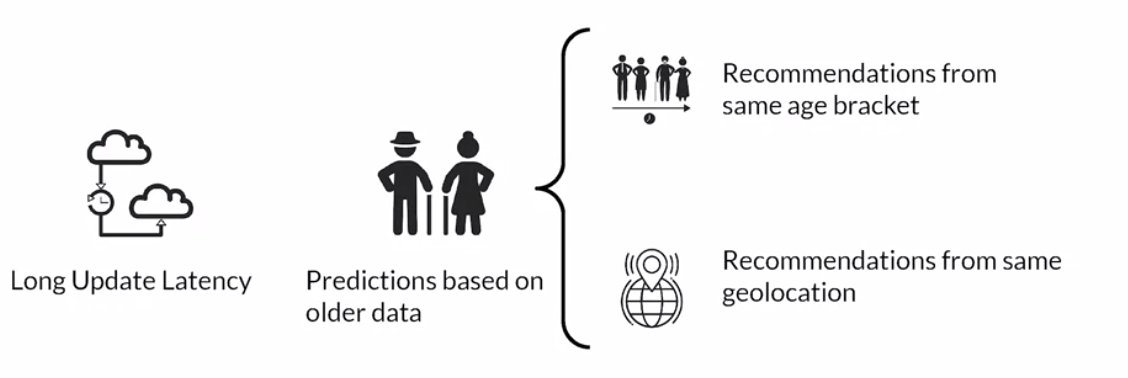 Long Update Latency
Predictions based on
older data
Recommendations from
same age bracket
Recommendations from same
geolocation